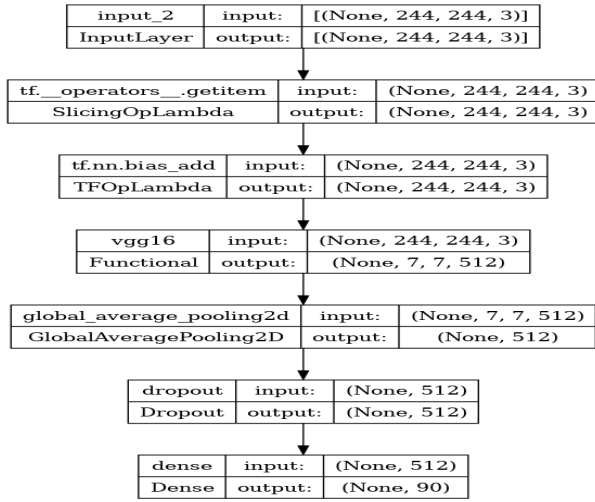 input_2 input: [(None, 244, 244, 3)]
InputLayer output: [(None, 244, 244, 3)]
tf.__operators__.getitem input: (None, 244, 244, 3)
SlicingOpLambda output: (None, 244, 244, 3)
tf.nn.bias_add input: (None, 244, 244, 3)
TFOpLambda output: (None, 244, 244, 3)
vgg16 input: (None, 244, 244, 3)
Functional output: (None, 7, 7, 512)
global_average_pooling2d input: (None, 7, 7, 512)
GlobalAveragePooling2D output: (None, 512)
dropout input: (None, 512)
Dropout output: (None, 512)
dense input: (None, 512)
Dense output: (None, 90)